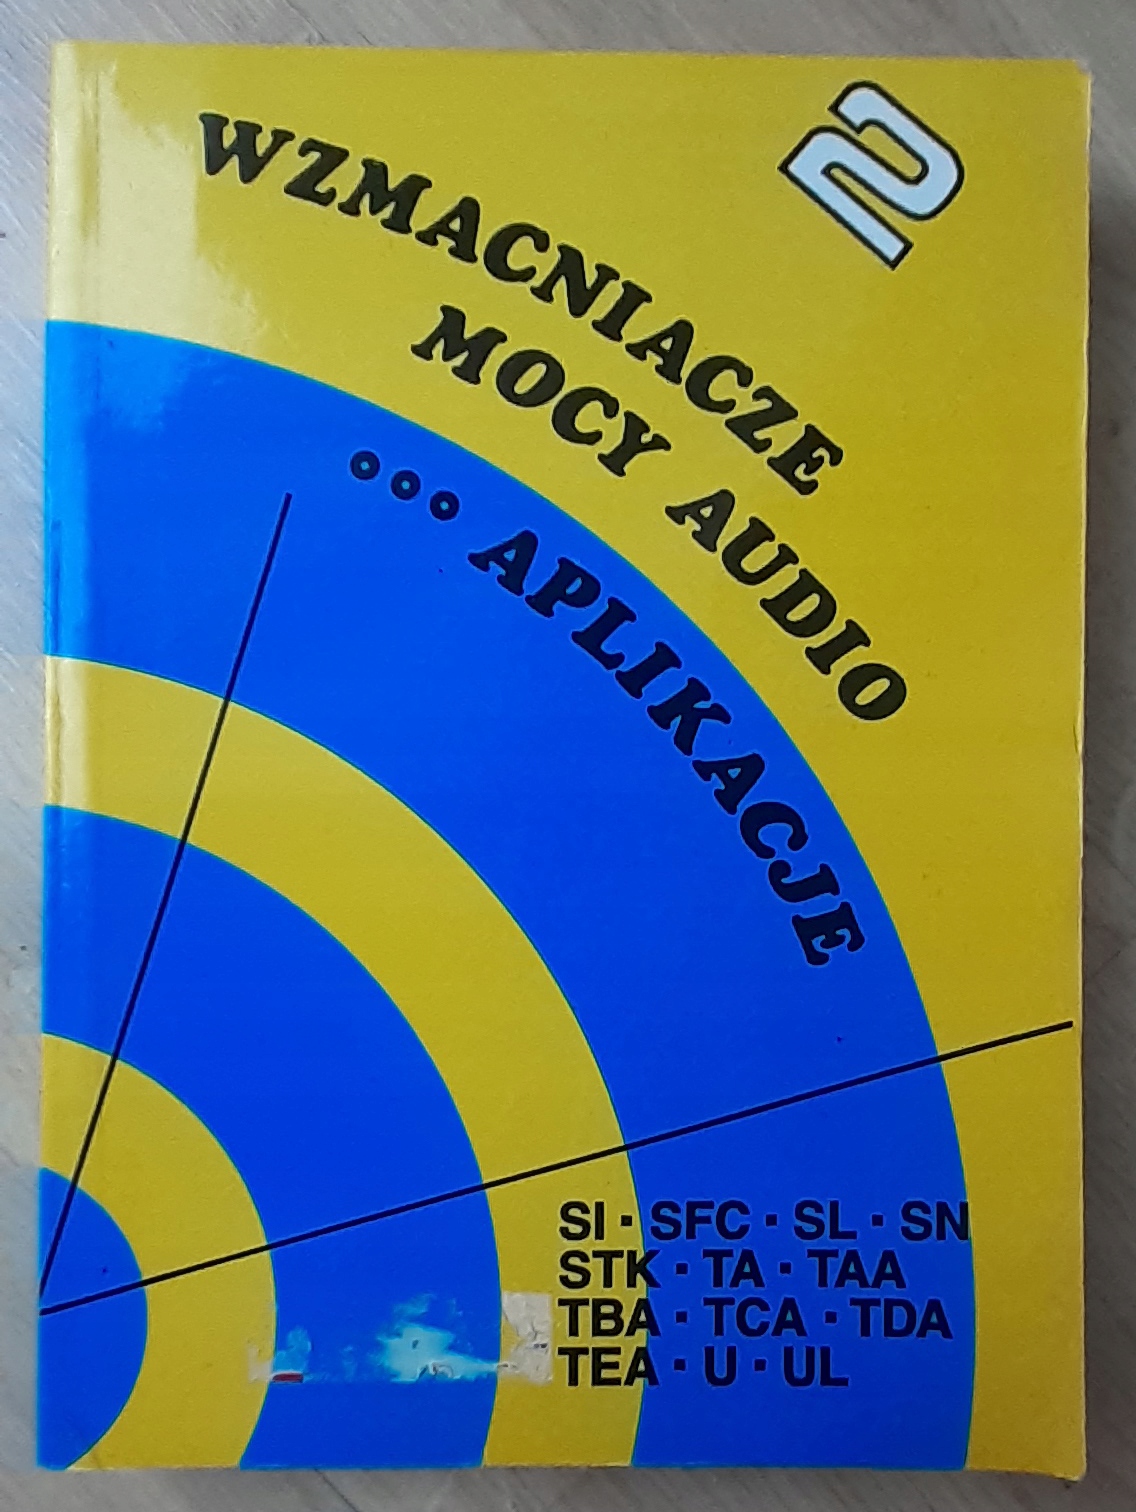 2
WZMACNIACZE
MOCY AUDIO
... APLIKACJE
SI · SFC · SL · SN
STK · TA · TAA
TBA · TCA · TDA
TEA · U · UL